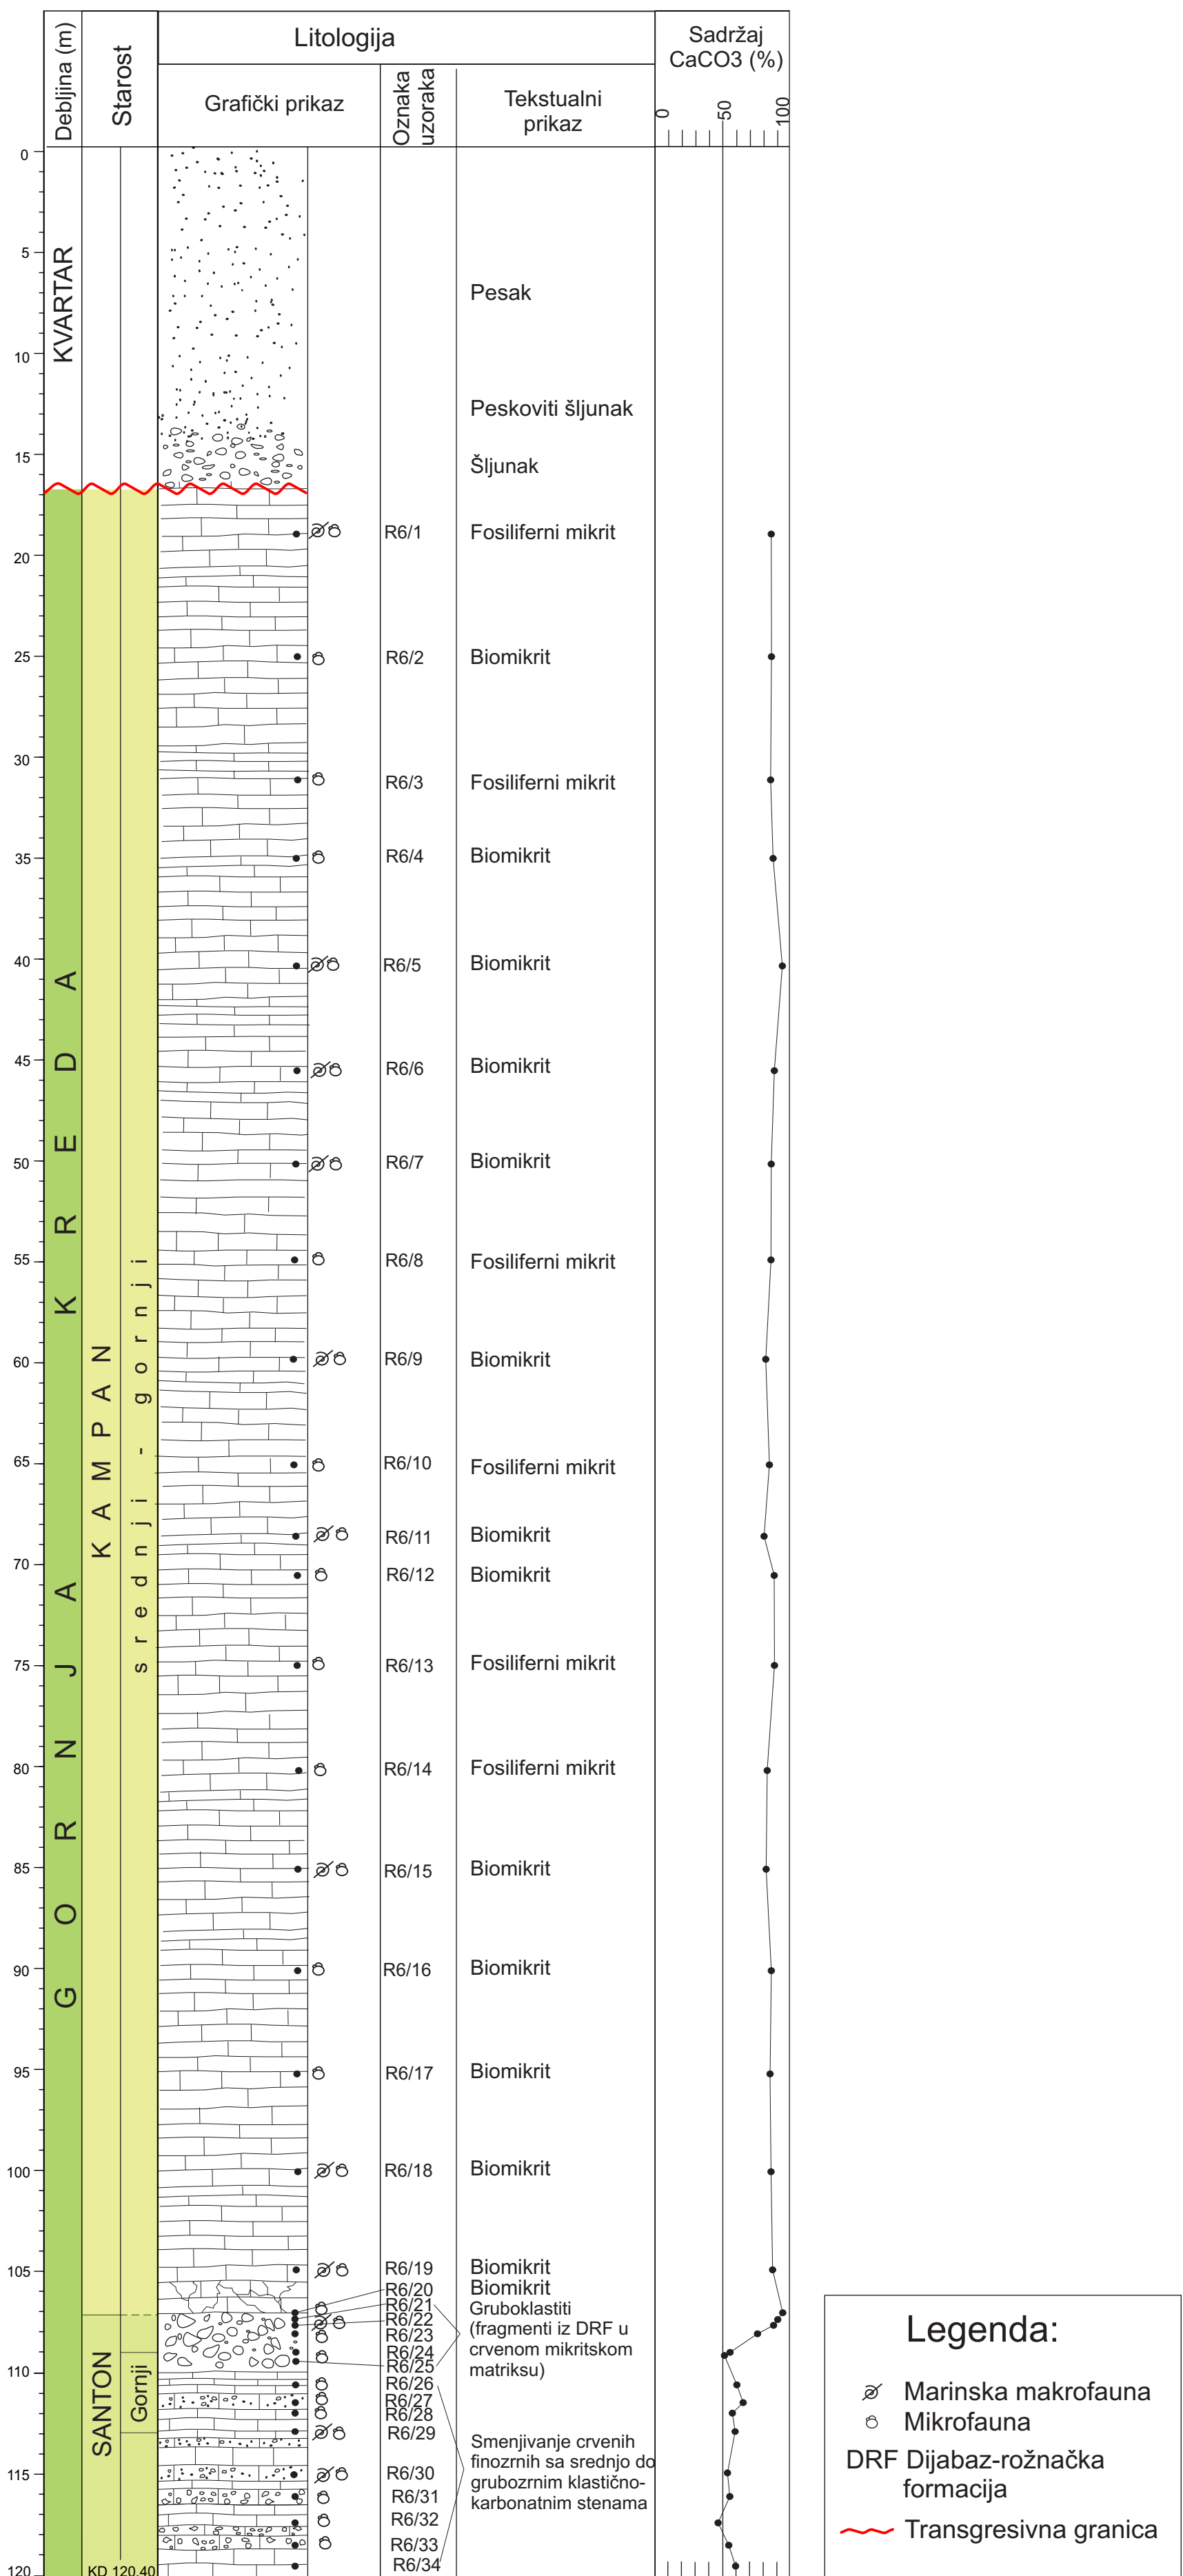 Debljina (m)
Starost
Litologija
Grafički prikaz
Oznaka
uzoraka
Tekstualni
prikaz
Sadržaj
CaCO3 (%)
0
50
100
0
5
10
15
20
25
30
35
40
45
50
55
60
65
70
75
80
85
90
95
100
105
110
115
120
KVARTAR
GORNJA KREDA
KAMPAN
srednji - gornji
SANTON
Gornji
KD 120.40
Pesak
Peskoviti šljunak
Šljunak
R6/1 Fosiliferni mikrit
R6/2 Biomikrit
R6/3 Fosiliferni mikrit
R6/4 Biomikrit
R6/5 Biomikrit
R6/6 Biomikrit
R6/7 Biomikrit
R6/8 Fosiliferni mikrit
R6/9 Biomikrit
R6/10 Fosiliferni mikrit
R6/11 Biomikrit
R6/12 Biomikrit
R6/13 Fosiliferni mikrit
R6/14 Fosiliferni mikrit
R6/15 Biomikrit
R6/16 Biomikrit
R6/17 Biomikrit
R6/18 Biomikrit
R6/19 Biomikrit
R6/20 Biomikrit
R6/21
R6/22
R6/23
R6/24
R6/25
R6/26
R6/27
R6/28
R6/29
R6/30
R6/31
R6/32
R6/33
R6/34
Gruboklastiti
(fragmenti iz DRF u
crvenom mikritskom
matriksu)
Smenjivanje crvenih
finozrnih sa srednjo do
grubozrnim klastično-
karbonatnim stenama
Legenda:
Marinska makrofauna
Mikrofauna
DRF Dijabaz-rožnačka
formacija
Transgresivna granica